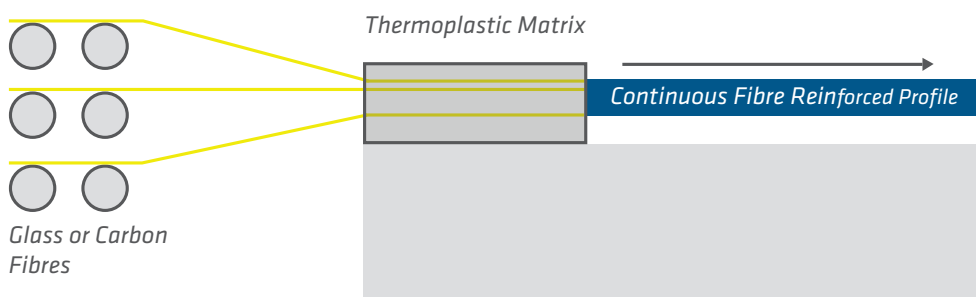 Thermoplastic Matrix
Continuous Fibre Reinforced Profile
Glass or Carbon
Fibres